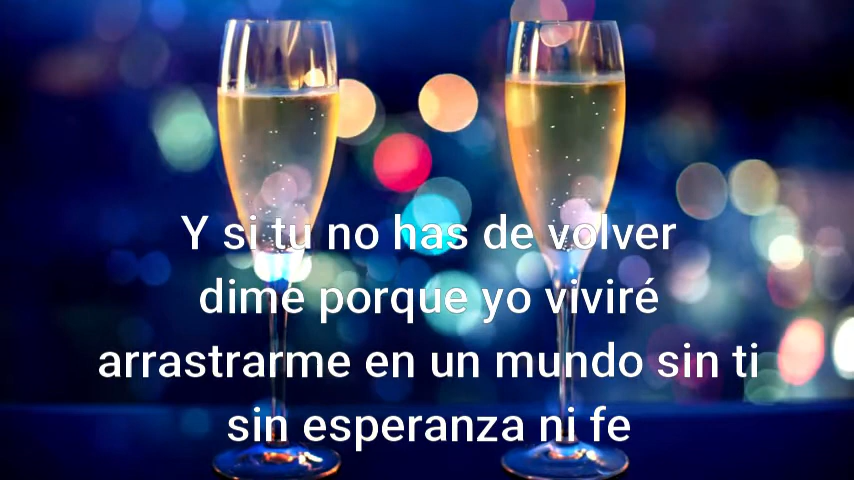 Y si tu no has de volver
dime porque yo viviré
arrastrarme en un mundo sin ti
sin esperanza ni fe